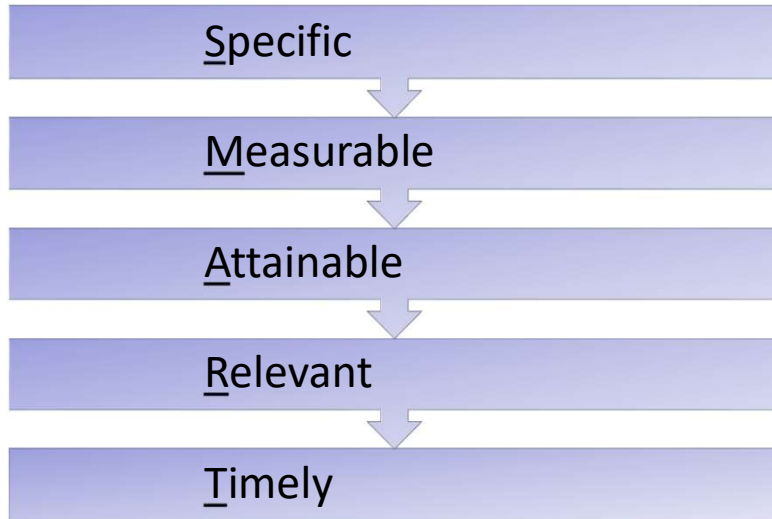 Specific
Measurable
Attainable
Relevant
Timely